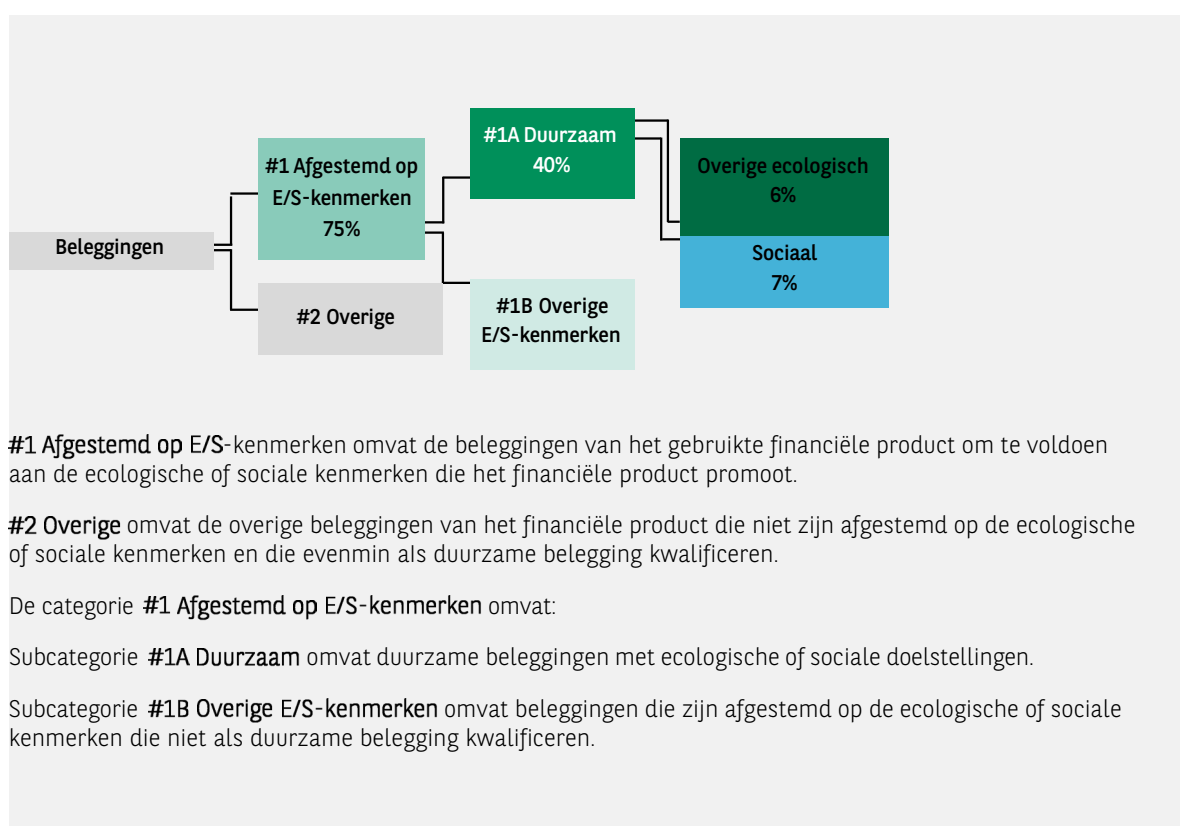 #1A Duurzaam
40%
#1 Afgestemd op
E/S-kenmerken
75%
Overige ecologisch
6%
Beleggingen
Sociaal
7%
#2 Overige
#1B Overige
E/S-kenmerken
#1 Afgestemd op E/S-kenmerken omvat de beleggingen van het gebruikte financiële product om te voldoen
aan de ecologische of sociale kenmerken die het financiële product promoot.
#2 Overige omvat de overige beleggingen van het financiële product die niet zijn afgestemd op de ecologische
of sociale kenmerken en die evenmin als duurzame belegging kwalificeren.
De categorie #1 Afgestemd op E/S-kenmerken omvat:
Subcategorie #1A Duurzaam omvat duurzame beleggingen met ecologische of sociale doelstellingen.
Subcategorie #1B Overige E/S-kenmerken omvat beleggingen die zijn afgestemd op de ecologische of sociale
kenmerken die niet als duurzame belegging kwalificeren.